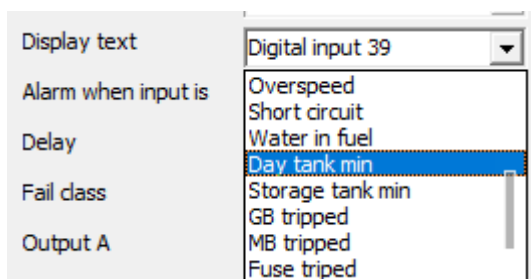 Display text
Digital input 39
Alarm when input is
Overspeed
Short circuit
Delay
Water in fuel
Day tank min
Fail class
Storage tank min
GB tripped
Output A
MB tripped
Fuse triped